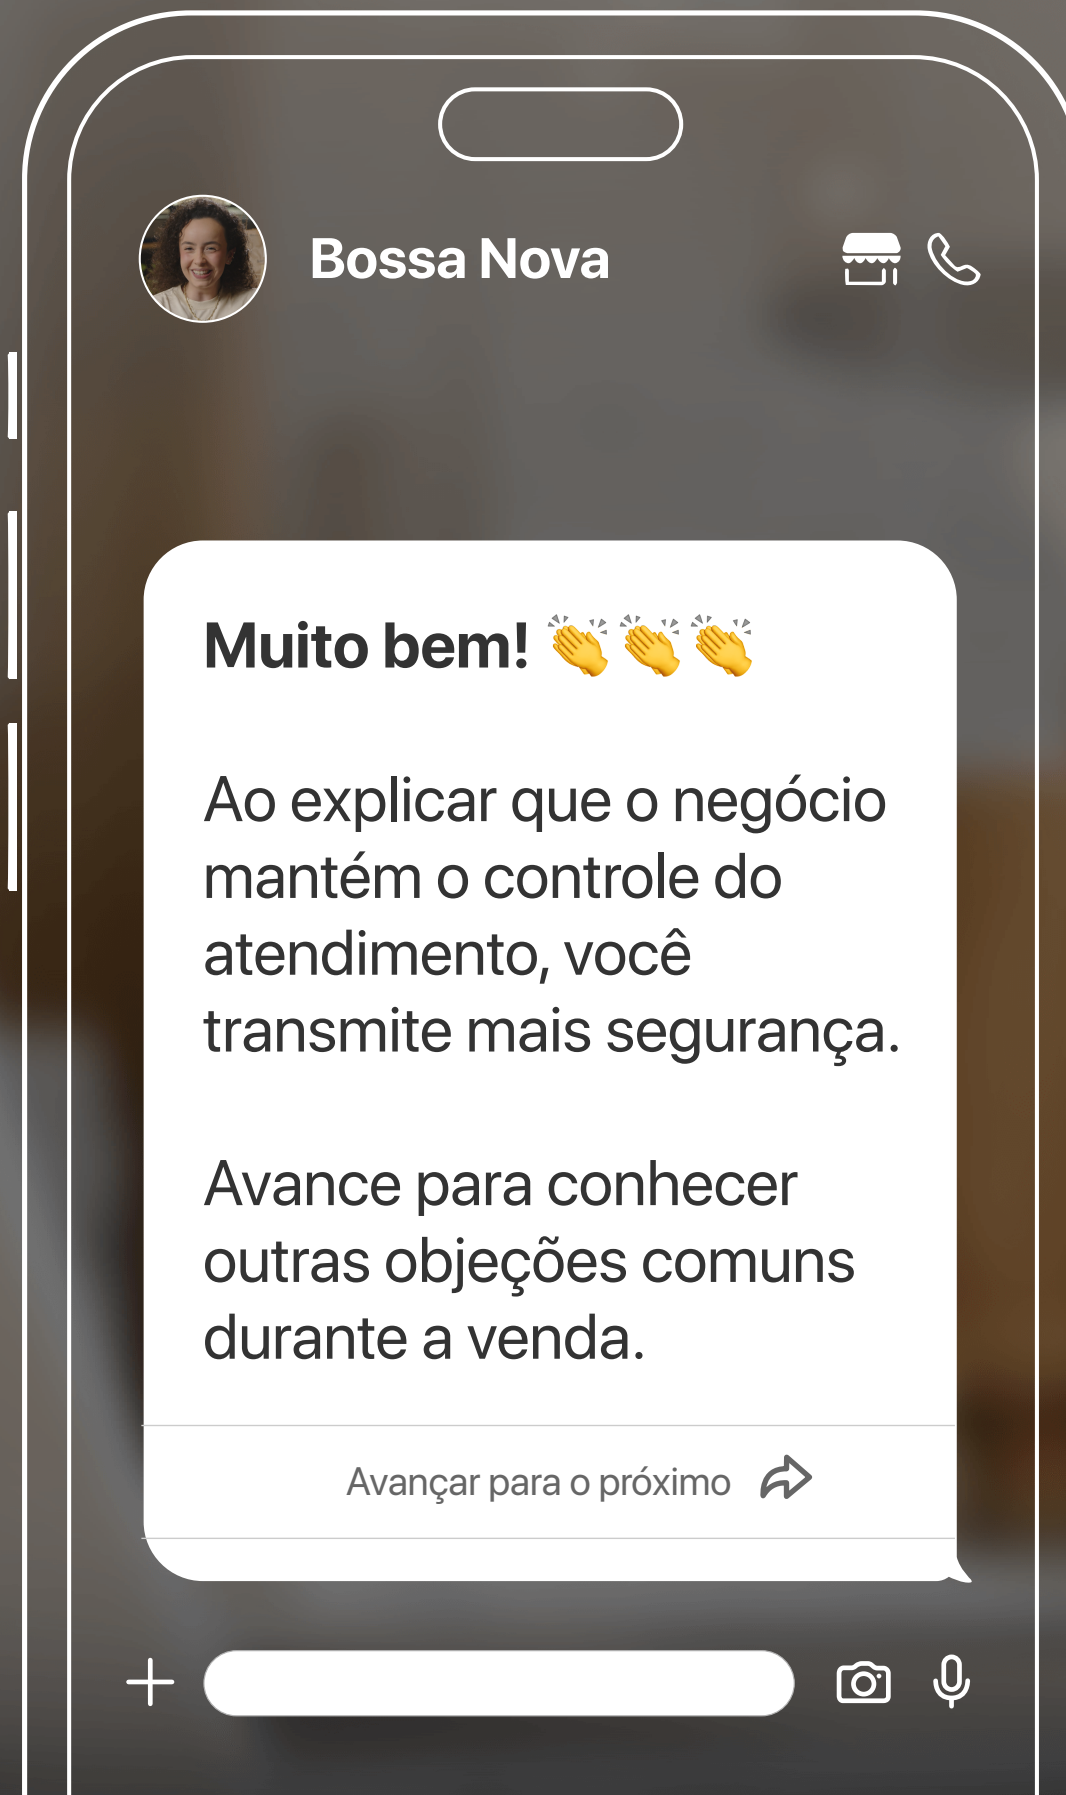 Bossa Nova
Muito bem! 👏👏👏
Ao explicar que o negócio
mantém o controle do
atendimento, você
transmite mais segurança.
Avance para conhecer
outras objeções comuns
durante a venda.
Avançar para o próximo